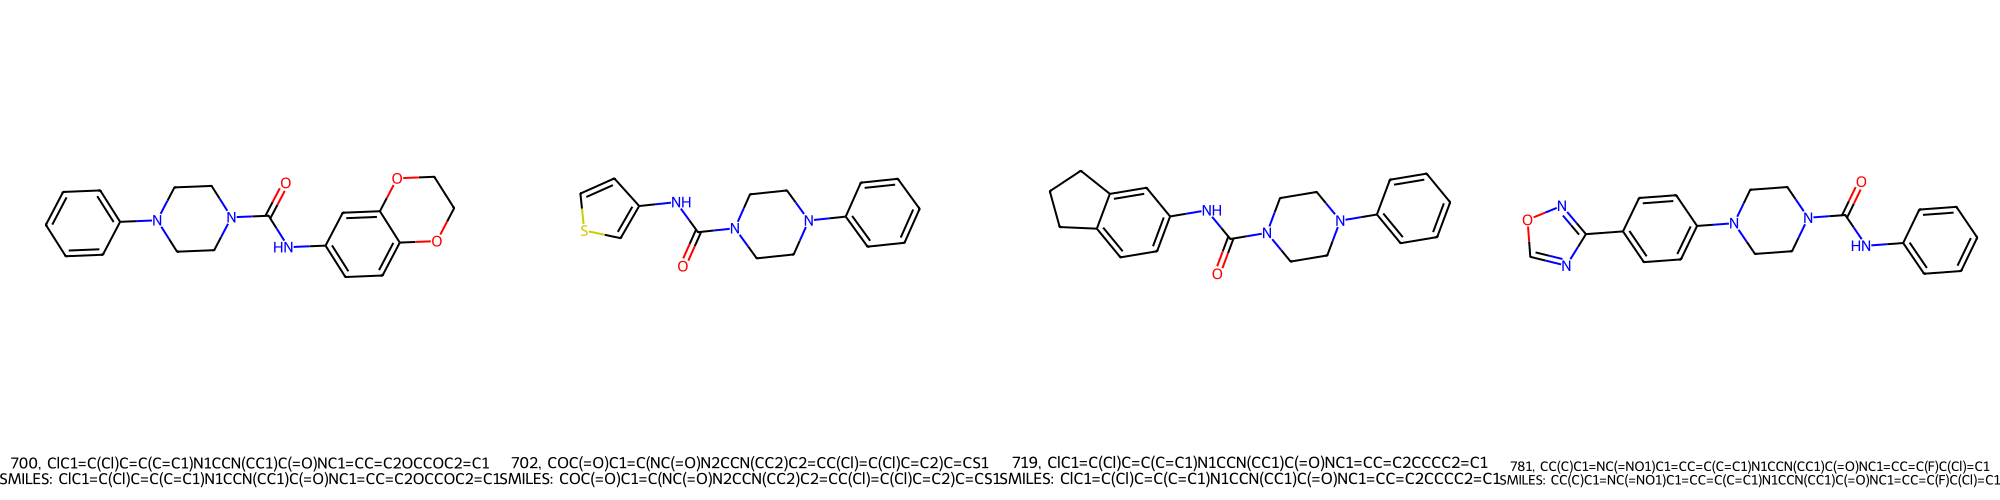 N N O HN O O
S NH O N N
NH O N N
O N N N N O HN
700, ClC1=C(Cl)C=C(C=C1)N1CCN(CC1)C(=O)NC1=CC=C2OCCOC2=C1
SMILES: ClC1=C(Cl)C=C(C=C1)N1CCN(CC1)C(=O)NC1=CC=C2OCCOC2=C1
702, COC(=O)C1=C(NC(=O)N2CCN(CC2)C2=CC(Cl)=C(Cl)C=C2)C=CS1
SMILES: COC(=O)C1=C(NC(=O)N2CCN(CC2)C2=CC(Cl)=C(Cl)C=C2)C=CS1
719, ClC1=C(Cl)C=C(C=C1)N1CCN(CC1)C(=O)NC1=CC=C2CCCC2=C1
SMILES: ClC1=C(Cl)C=C(C=C1)N1CCN(CC1)C(=O)NC1=CC=C2CCCC2=C1
781, CC(C)C1=NC(=NO1)C1=CC=C(C=C1)N1CCN(CC1)C(=O)NC1=CC=C(F)C(Cl)=C1
SMILES: CC(C)C1=NC(=NO1)C1=CC=C(C=C1)N1CCN(CC1)C(=O)NC1=CC=C(F)C(Cl)=C1